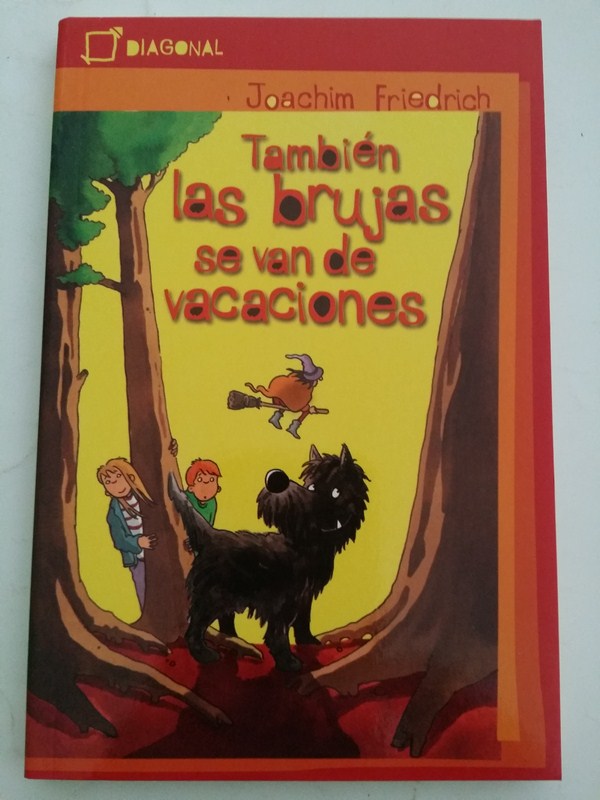 DIAGONAL
Joachim Friedrich
También
las brujas
se van de
vacaciones